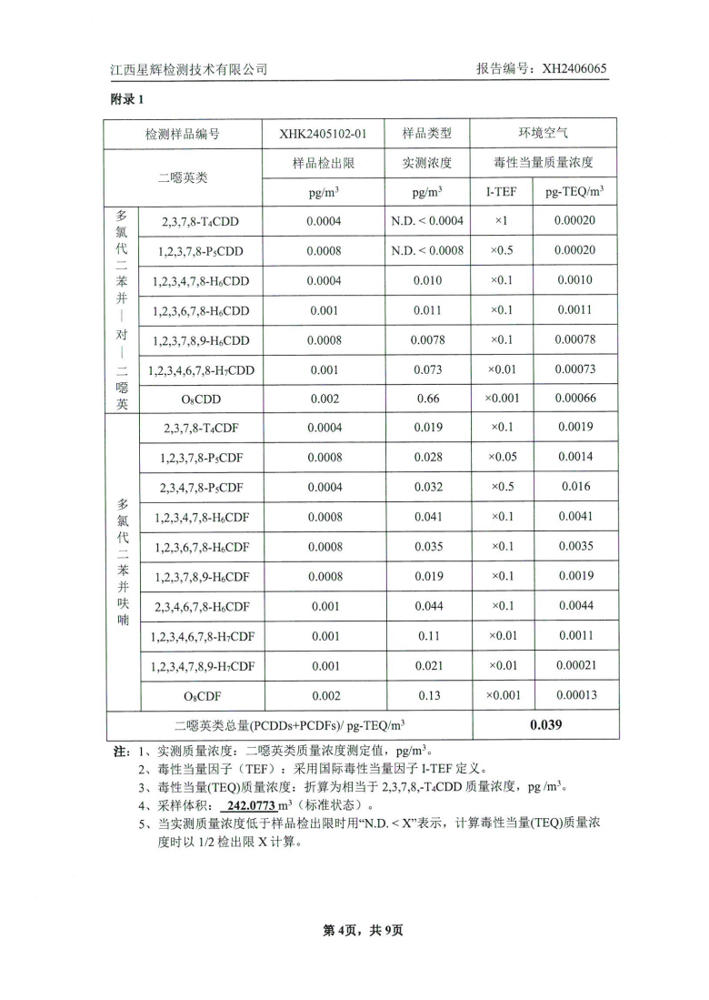 江西星辉检测技术有限公司 报告编号：XH2406065
附录 1
检测样品编号 XHK2405102-01 样品类型 环境空气
二噁英类 样品检出限 实测浓度 毒性当量质量浓度
pg/m³ pg/m³ I-TEF pg-TEQ/m³
多氯代二苯并—对—二噁英
2,3,7,8-T₄CDD 0.0004 N.D. < 0.0004 ×1 0.00020
1,2,3,7,8-P₅CDD 0.0008 N.D. < 0.0008 ×0.5 0.00020
1,2,3,4,7,8-H₆CDD 0.0004 0.010 ×0.1 0.0010
1,2,3,6,7,8-H₆CDD 0.001 0.011 ×0.1 0.0011
1,2,3,7,8,9-H₆CDD 0.0008 0.0078 ×0.1 0.00078
1,2,3,4,6,7,8-H₇CDD 0.001 0.073 ×0.01 0.00073
O₈CDD 0.002 0.66 ×0.001 0.00066
多氯代二苯并呋喃
2,3,7,8-T₄CDF 0.0004 0.019 ×0.1 0.0019
1,2,3,7,8-P₅CDF 0.0008 0.028 ×0.05 0.0014
2,3,4,7,8-P₅CDF 0.0004 0.032 ×0.5 0.016
1,2,3,4,7,8-H₆CDF 0.0008 0.041 ×0.1 0.0041
1,2,3,6,7,8-H₆CDF 0.0008 0.035 ×0.1 0.0035
1,2,3,7,8,9-H₆CDF 0.0008 0.019 ×0.1 0.0019
2,3,4,6,7,8-H₆CDF 0.001 0.044 ×0.1 0.0044
1,2,3,4,6,7,8-H₇CDF 0.001 0.11 ×0.01 0.0011
1,2,3,4,7,8,9-H₇CDF 0.001 0.021 ×0.01 0.00021
O₈CDF 0.002 0.13 ×0.001 0.00013
二噁英类总量(PCDDs+PCDFs)/ pg-TEQ/m³ 0.039
注：1、实测质量浓度：二噁英类质量浓度测定值，pg/m³。
2、毒性当量因子（TEF）：采用国际毒性当量因子 I-TEF 定义。
3、毒性当量(TEQ)质量浓度：折算为相当于 2,3,7,8,-T₄CDD 质量浓度，pg /m³。
4、采样体积： 242.0773 m³（标准状态）。
5、当实测质量浓度低于样品检出限时用“N.D. < X”表示，计算毒性当量(TEQ)质量浓
度时以 1/2 检出限 X 计算。
第 4页，共 9页